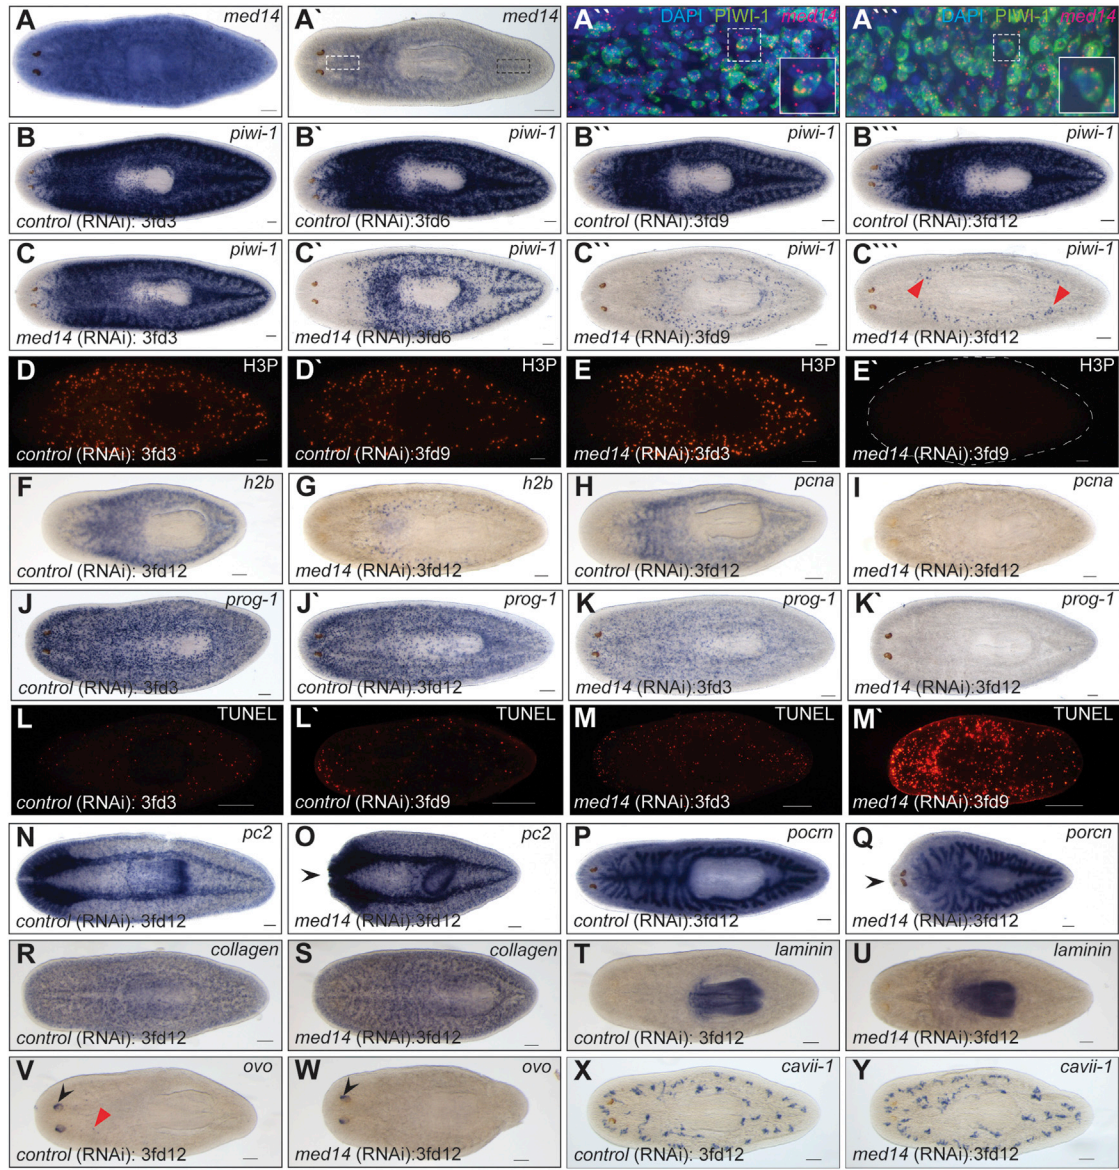 A med14
A` med14
A`` DAPI PIWI-1 med14
A``` DAPI PIWI-1 med14
B piwi-1
control (RNAi): 3fd3
B` piwi-1
control (RNAi): 3fd6
B`` piwi-1
control (RNAi): 3fd9
B``` piwi-1
control (RNAi): 3fd12
C piwi-1
med14 (RNAi): 3fd3
C` piwi-1
med14 (RNAi): 3fd6
C`` piwi-1
med14 (RNAi): 3fd9
C``` piwi-1
med14 (RNAi): 3fd12
D H3P
control (RNAi): 3fd3
D` H3P
control (RNAi):3fd9
E H3P
med14 (RNAi): 3fd3
E` H3P
med14 (RNAi):3fd9
F h2b
control (RNAi): 3fd12
G h2b
med14 (RNAi):3fd12
H pcna
control (RNAi): 3fd12
I pcna
med14 (RNAi):3fd12
J prog-1
control (RNAi): 3fd3
J` prog-1
control (RNAi):3fd12
K prog-1
med14 (RNAi):3fd3
K` prog-1
med14 (RNAi):3fd12
L TUNEL
control (RNAi): 3fd3
L` TUNEL
control (RNAi):3fd9
M TUNEL
med14 (RNAi): 3fd3
M` TUNEL
med14 (RNAi):3fd9
N pc2
control (RNAi): 3fd12
O pc2
med14 (RNAi): 3fd12
P pocrn
control (RNAi): 3fd12
Q porcn
med14 (RNAi): 3fd12
R collagen
control (RNAi): 3fd12
S collagen
med14 (RNAi): 3fd12
T laminin
control (RNAi): 3fd12
U laminin
med14 (RNAi): 3fd12
V ovo
control (RNAi): 3fd12
W ovo
med14 (RNAi): 3fd12
X cavii-1
control (RNAi): 3fd12
Y cavii-1
med14 (RNAi): 3fd12